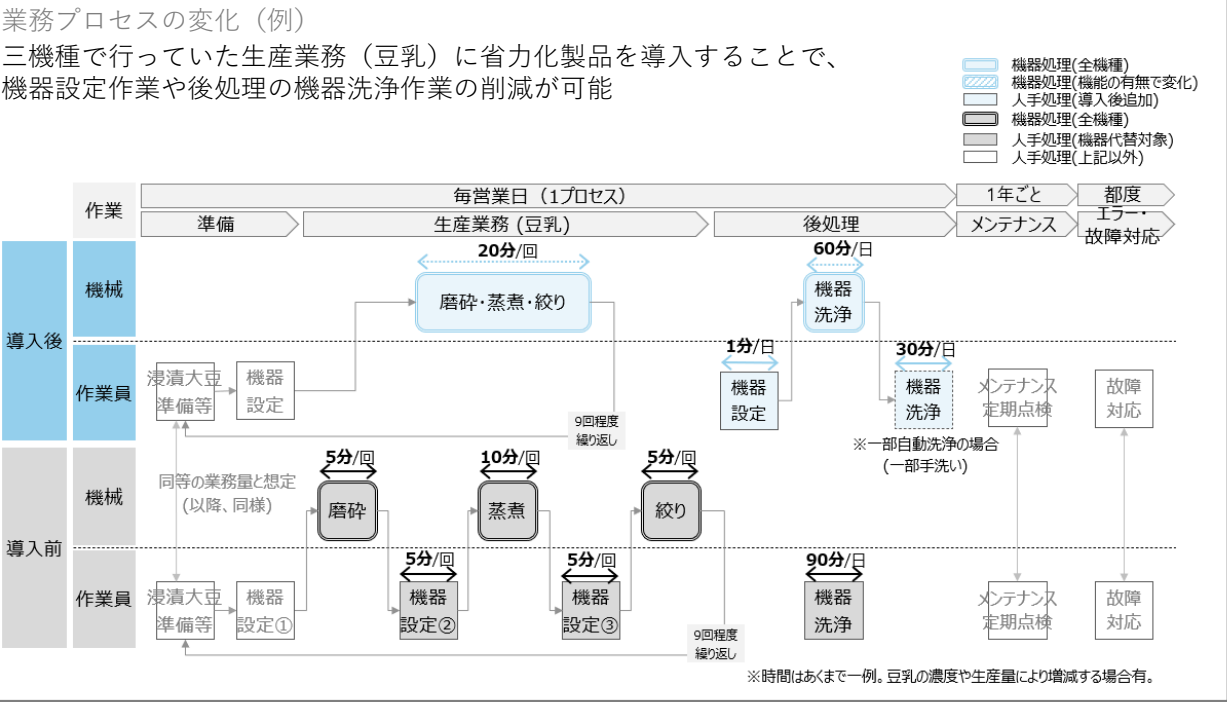 業務プロセスの変化（例）
三機種で行っていた生産業務（豆乳）に省力化製品を導入することで、
機器設定作業や後処理の機器洗浄作業の削減が可能
機器処理(全機種)
機器処理(機能の有無で変化)
人手処理(導入後追加)
機器処理(全機種)
人手処理(機器代替対象)
人手処理(上記以外)
作業
毎営業日（1プロセス）
1年ごと
都度
準備
生産業務 (豆乳)
後処理
メンテナンス
エラー・
故障対応
導入後
機械
20分/回
磨砕・蒸煮・絞り
60分/日
機器
洗浄
作業員
浸漬大豆
準備等
機器
設定
9回程度
繰り返し
1分/日
機器
設定
30分/日
機器
洗浄
※一部自動洗浄の場合
(一部手洗い)
メンテナンス
定期点検
故障
対応
同等の業務量と想定
(以降、同様)
導入前
機械
5分/回
磨砕
10分/回
蒸煮
5分/回
絞り
作業員
浸漬大豆
準備等
機器
設定①
5分/回
機器
設定②
5分/回
機器
設定③
9回程度
繰り返し
90分/日
機器
洗浄
メンテナンス
定期点検
故障
対応
※時間はあくまで一例。豆乳の濃度や生産量により増減する場合有。